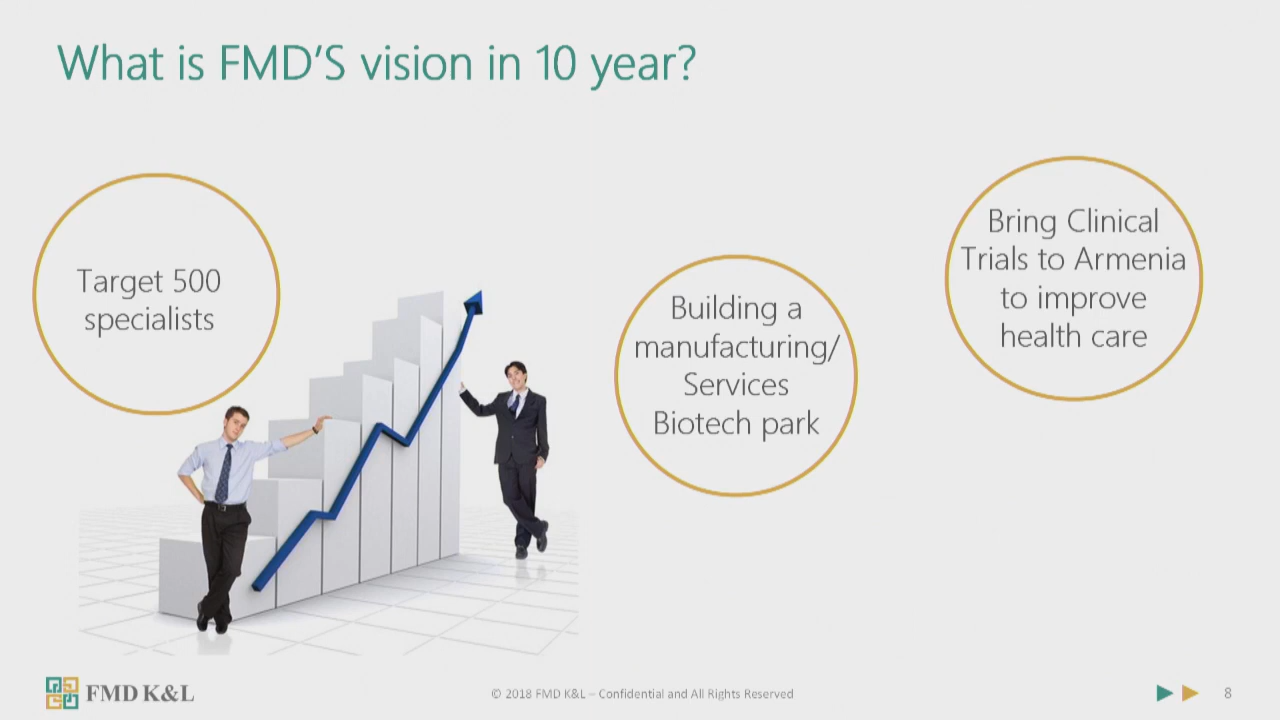 What is FMD'S vision in 10 year?
Target 500
specialists
Building a
manufacturing/
Services
Biotech park
Bring Clinical
Trials to Armenia
to improve
health care
FMD K&L
© 2018 FMD K&L – Confidential and All Rights Reserved
8